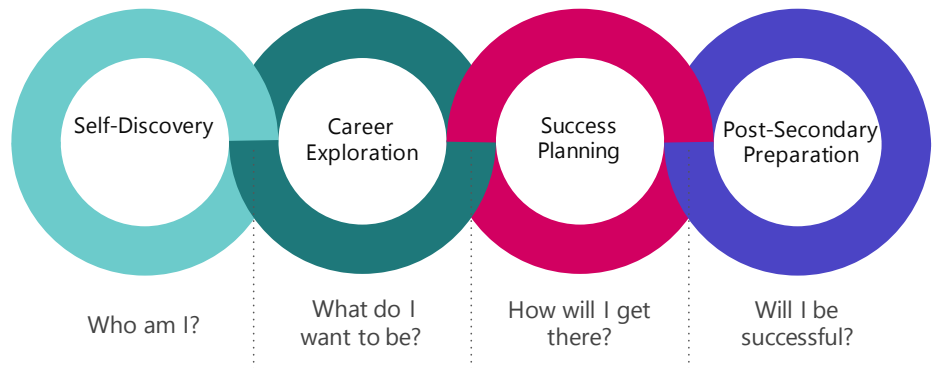 Self-Discovery
Career
Exploration
Success
Planning
Post-Secondary
Preparation
Who am I?
What do I
want to be?
How will I get
there?
Will I be
successful?